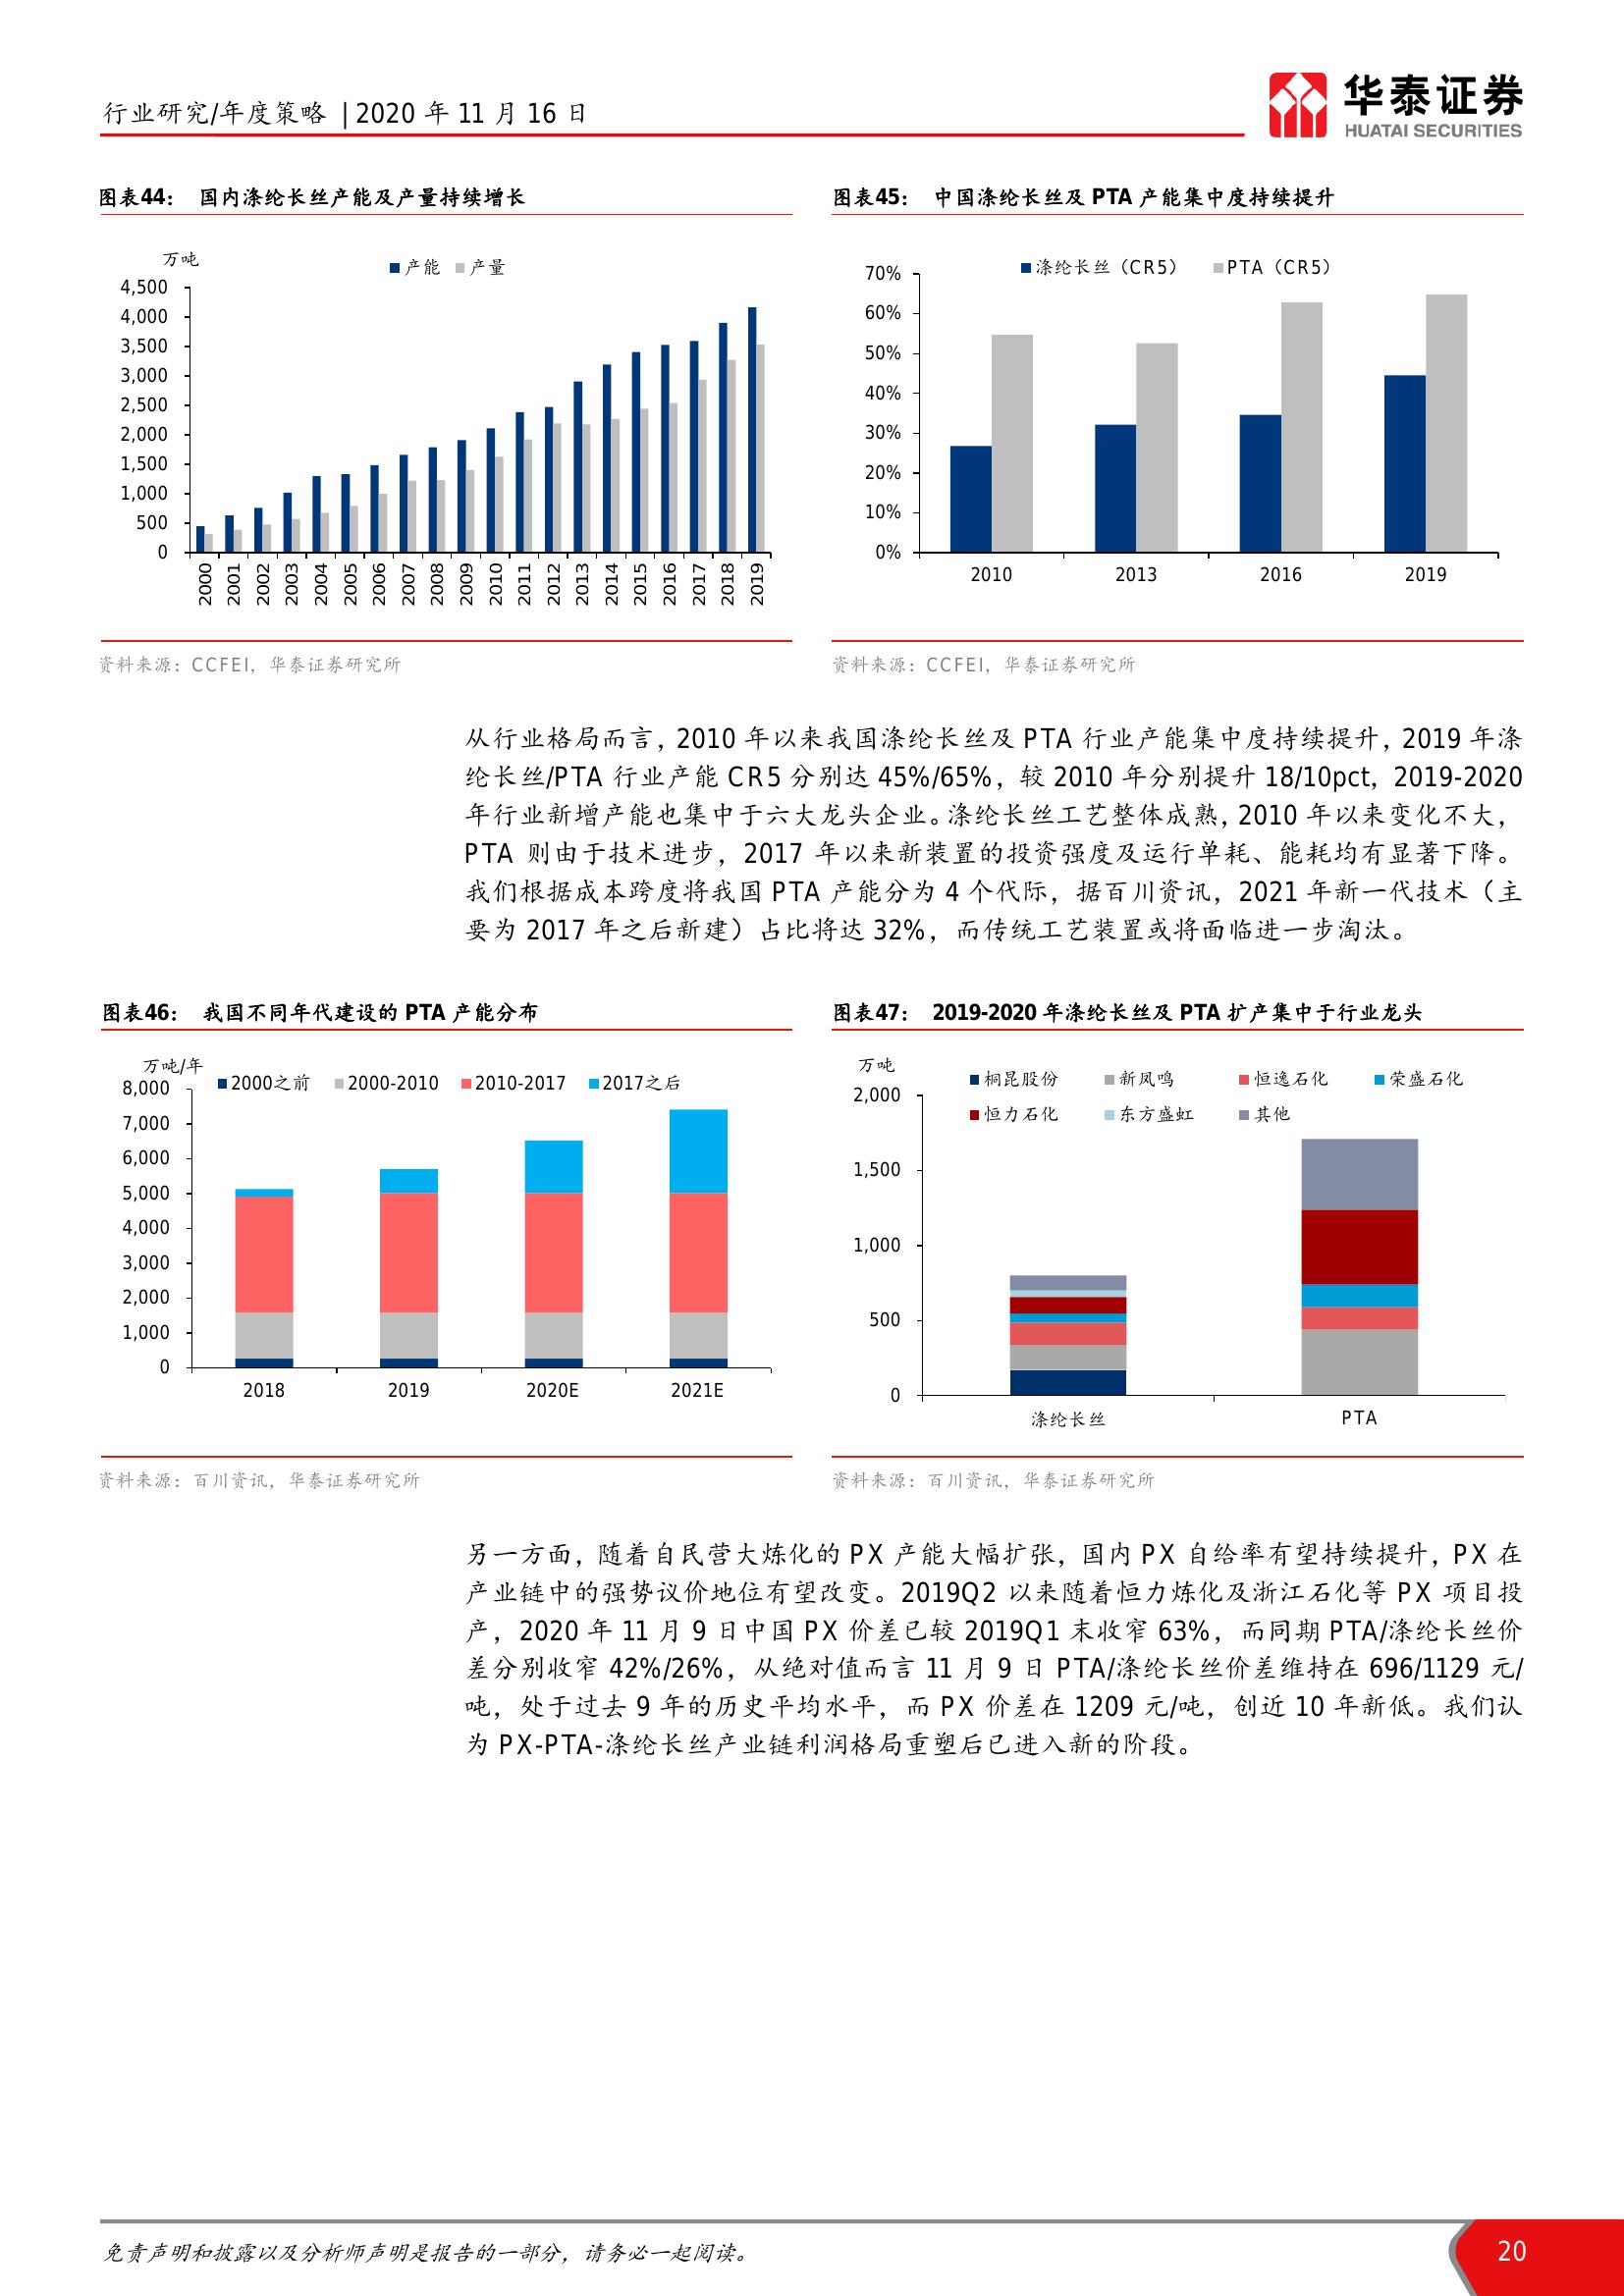 行业研究/年度策略 | 2020 年 11 月 16 日
华泰证券
HUATAI SECURITIES
图表44： 国内涤纶长丝产能及产量持续增长
万吨
产能 产量
4,500
4,000
3,500
3,000
2,500
2,000
1,500
1,000
500
0
2000 2001 2002 2003 2004 2005 2006 2007 2008 2009 2010 2011 2012 2013 2014 2015 2016 2017 2018 2019
资料来源：CCFEI，华泰证券研究所
图表45： 中国涤纶长丝及 PTA 产能集中度持续提升
涤纶长丝（CR5） PTA（CR5）
70%
60%
50%
40%
30%
20%
10%
0%
2010 2013 2016 2019
资料来源：CCFEI，华泰证券研究所
从行业格局而言，2010 年以来我国涤纶长丝及 PTA 行业产能集中度持续提升，2019 年涤
纶长丝/PTA 行业产能 CR5 分别达 45%/65%，较 2010 年分别提升 18/10pct，2019-2020
年行业新增产能也集中于六大龙头企业。涤纶长丝工艺整体成熟，2010 年以来变化不大，
PTA 则由于技术进步，2017 年以来新装置的投资强度及运行单耗、能耗均有显著下降。
我们根据成本跨度将我国 PTA 产能分为 4 个代际，据百川资讯，2021 年新一代技术（主
要为 2017 年之后新建）占比将达 32%，而传统工艺装置或将面临进一步淘汰。
图表46： 我国不同年代建设的 PTA 产能分布
万吨/年
2000之前 2000-2010 2010-2017 2017之后
8,000
7,000
6,000
5,000
4,000
3,000
2,000
1,000
0
2018 2019 2020E 2021E
资料来源：百川资讯，华泰证券研究所
图表47： 2019-2020 年涤纶长丝及 PTA 扩产集中于行业龙头
万吨
桐昆股份 新凤鸣 恒逸石化 荣盛石化
恒力石化 东方盛虹 其他
2,000
1,500
1,000
500
0
涤纶长丝 PTA
资料来源：百川资讯，华泰证券研究所
另一方面，随着自民营大炼化的 PX 产能大幅扩张，国内 PX 自给率有望持续提升，PX 在
产业链中的强势议价地位有望改变。2019Q2 以来随着恒力炼化及浙江石化等 PX 项目投
产，2020 年 11 月 9 日中国 PX 价差已较 2019Q1 末收窄 63%，而同期 PTA/涤纶长丝价
差分别收窄 42%/26%，从绝对值而言 11 月 9 日 PTA/涤纶长丝价差维持在 696/1129 元/
吨，处于过去 9 年的历史平均水平，而 PX 价差在 1209 元/吨，创近 10 年新低。我们认
为 PX-PTA-涤纶长丝产业链利润格局重塑后已进入新的阶段。
免责声明和披露以及分析师声明是报告的一部分，请务必一起阅读。
20